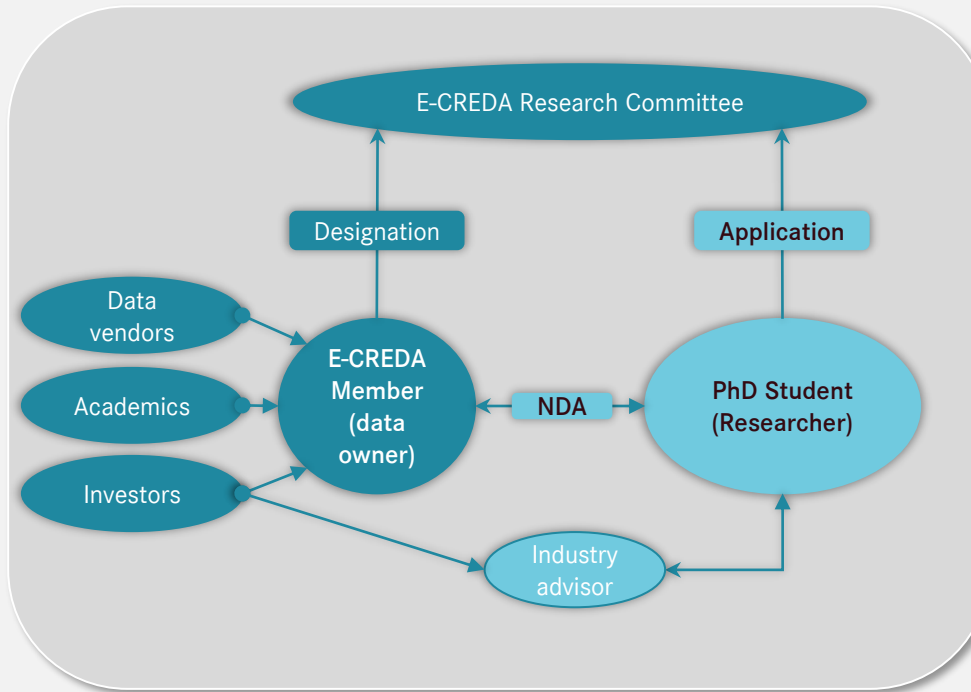 E-CREDA Research Committee
Designation
Application
Data
vendors
Academics
Investors
E-CREDA
Member
(data
owner)
NDA
PhD Student
(Researcher)
Industry
advisor